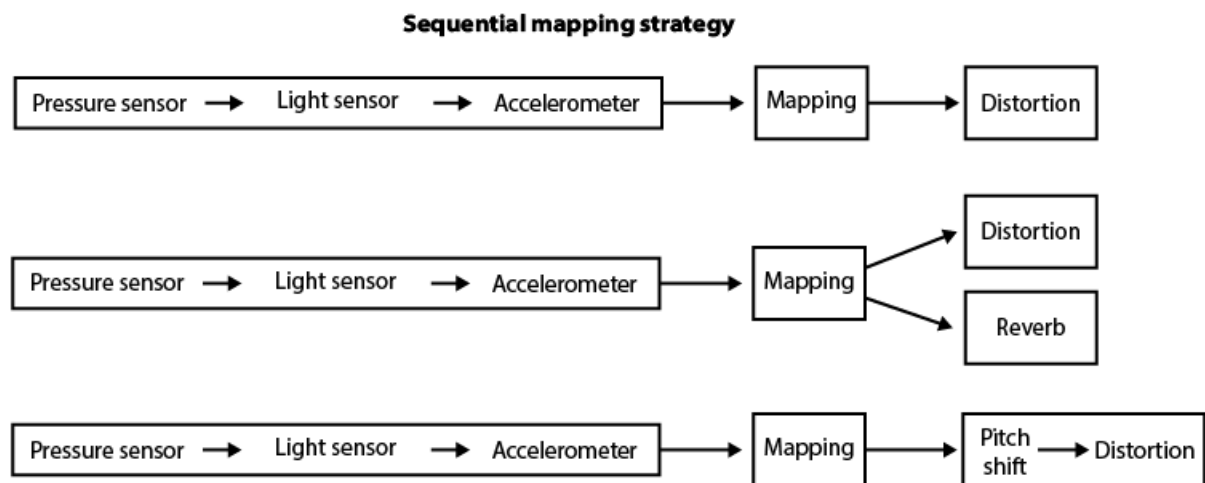 Sequential mapping strategy
Pressure sensor Light sensor Accelerometer Mapping Distortion
Distortion
Pressure sensor Light sensor Accelerometer Mapping
Reverb
Pressure sensor Light sensor Accelerometer Mapping Pitch shift Distortion